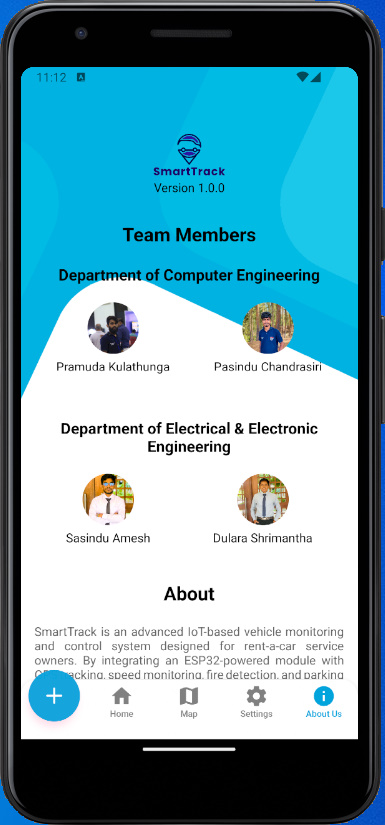 11:12
SmartTrack
Version 1.0.0
Team Members
Department of Computer Engineering
Pramuda Kulathunga
Pasindu Chandrasiri
Department of Electrical & Electronic
Engineering
Sasindu Amesh
Dulara Shrimantha
About
SmartTrack is an advanced IoT-based vehicle monitoring
and control system designed for rent-a-car service
owners. By integrating an ESP32-powered module with
tracking, speed monitoring, fire detection, and parking
Home
Map
Settings
About Us